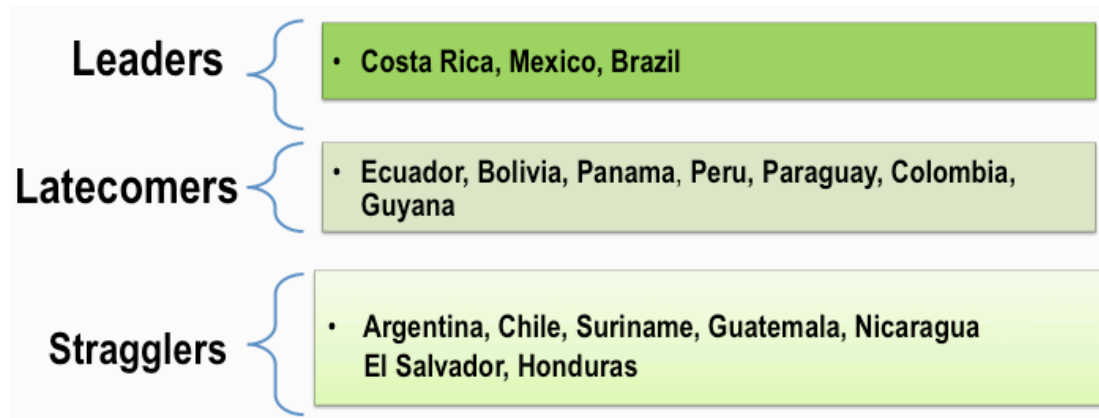 Leaders
• Costa Rica, Mexico, Brazil
Latecomers
• Ecuador, Bolivia, Panama, Peru, Paraguay, Colombia,
Guyana
Stragglers
• Argentina, Chile, Suriname, Guatemala, Nicaragua
El Salvador, Honduras